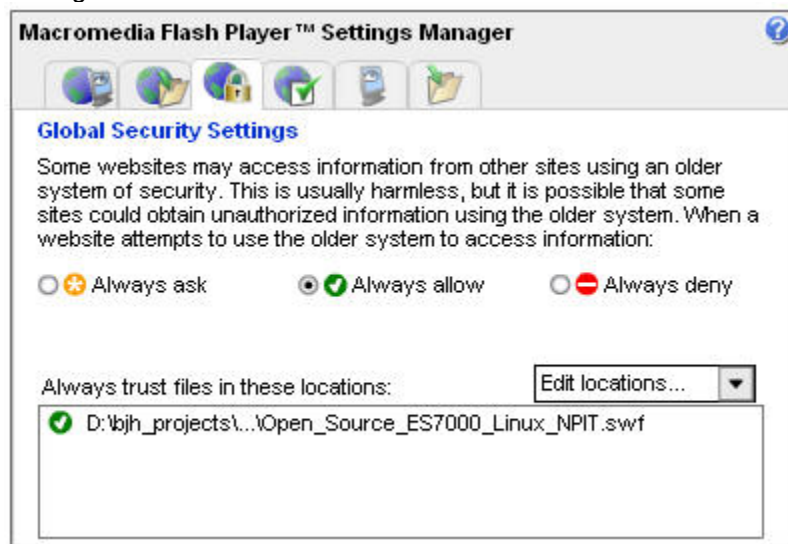 Macromedia Flash Player™ Settings Manager
Global Security Settings
Some websites may access information from other sites using an older
system of security. This is usually harmless, but it is possible that some
sites could obtain unauthorized information using the older system. When a
website attempts to use the older system to access information:
Always ask Always allow Always deny
Always trust files in these locations: Edit locations...
D:\bjh_projects\...\Open_Source_ES7000_Linux_NPIT.swf